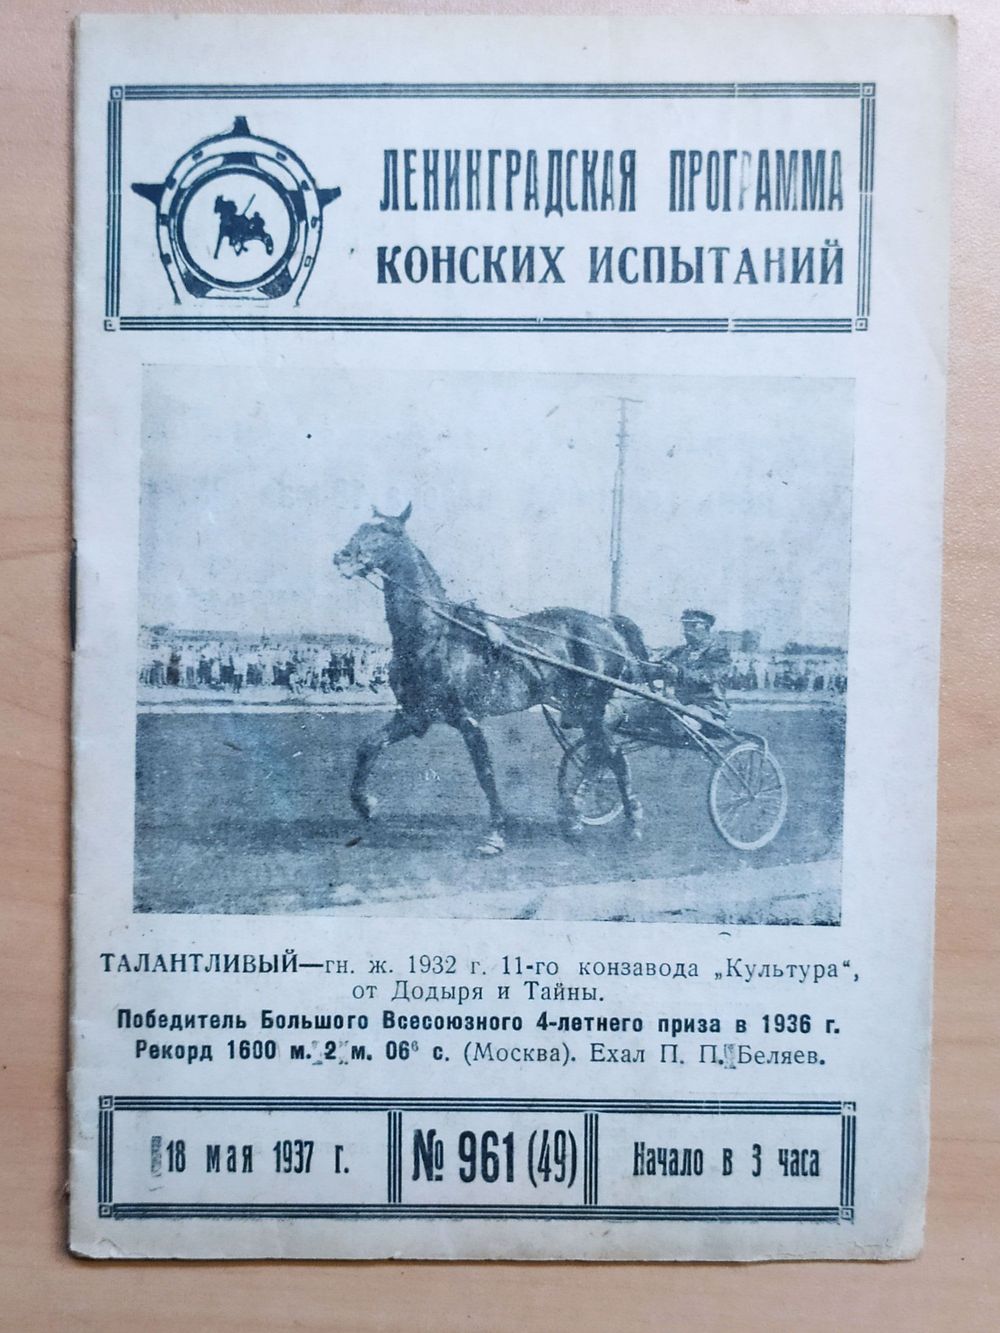 ЛЕНИНГРАДСКАЯ ПРОГРАММА
КОНСКИХ ИСПЫТАНИЙ
ТАЛАНТЛИВЫЙ—гн. ж. 1932 г. 11-го конзавода „Культура“,
от Додыря и Тайны.
Победитель Большого Всесоюзного 4-летнего приза в 1936 г.
Рекорд 1600 м. 2 м. 06⁶ с. (Москва). Ехал П. П. Беляев.
18 мая 1937 г.
№ 961 (49)
Начало в 3 часа